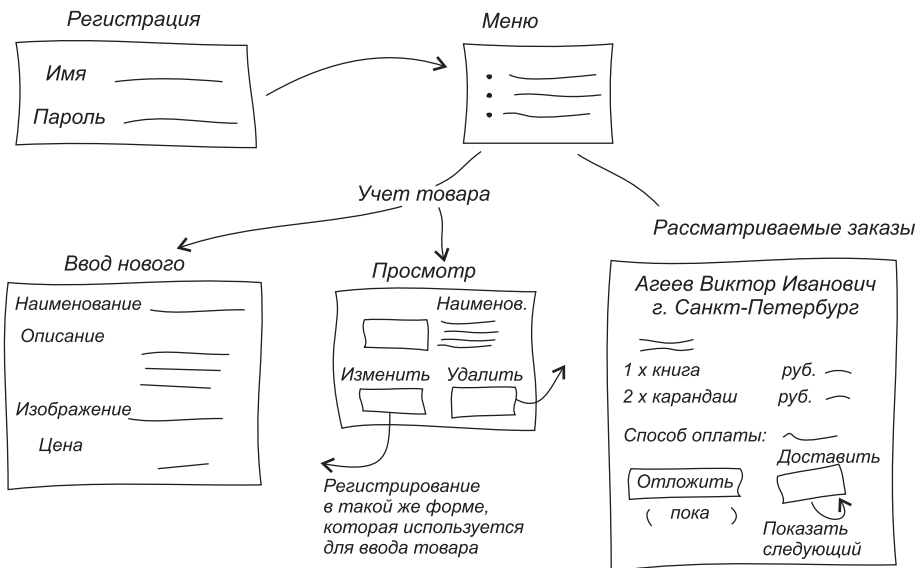 Регистрация
Имя
Пароль
Меню
Учет товара
Ввод нового
Наименование
Описание
Изображение
Цена
Просмотр
Наименов.
Изменить Удалить
Регистрирование
в такой же форме,
которая используется
для ввода товара
Рассматриваемые заказы
Агеев Виктор Иванович
г. Санкт-Петербург
1 х книга руб.
2 х карандаш руб.
Способ оплаты:
Доставить
Отложить
( пока )
Показать
следующий